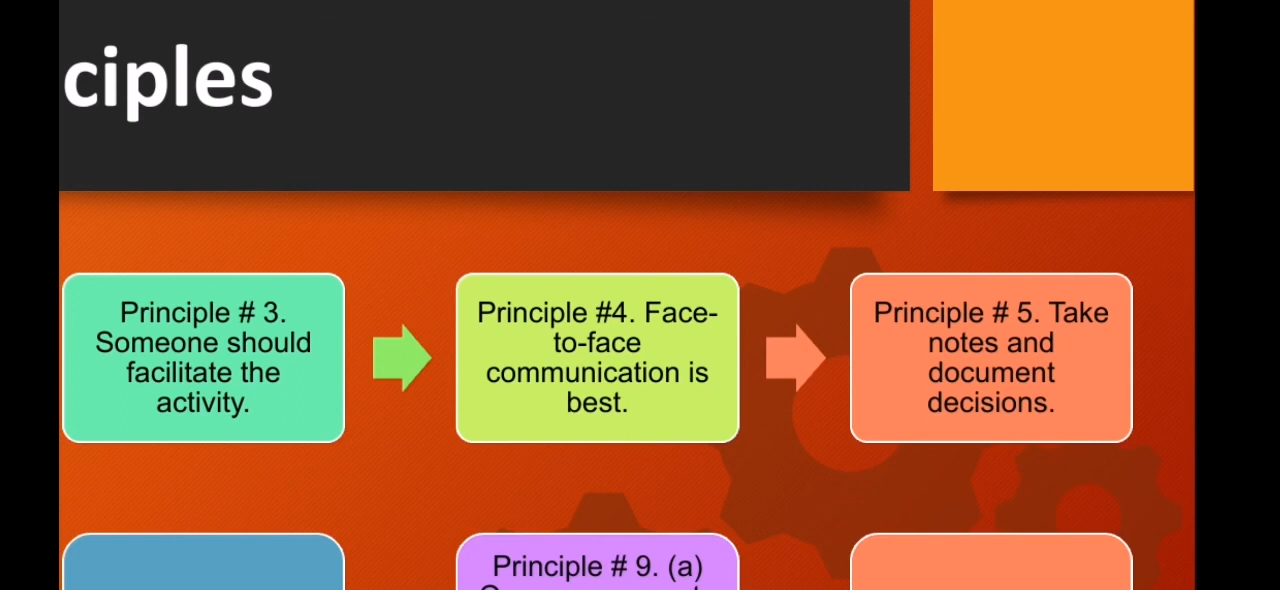 ciples
Principle # 3.
Someone should
facilitate the
activity.
Principle #4. Face-
to-face
communication is
best.
Principle # 5. Take
notes and
document
decisions.
Principle # 9. (a)